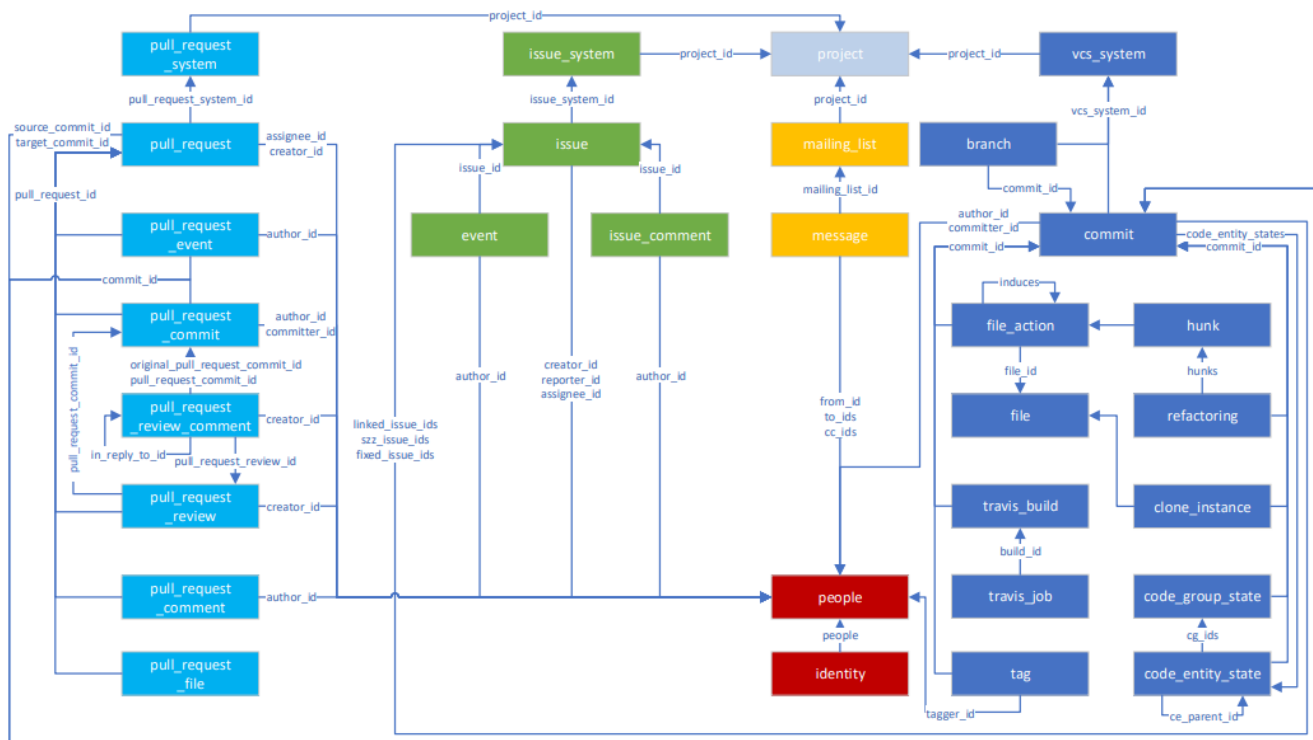 project_id
pull_request
_system
issue_system
project_id
project
project_id
vcs_system
pull_request_system_id
issue_system_id
project_id
vcs_system_id
source_commit_id
target_commit_id
pull_request
assignee_id
creator_id
issue
mailing_list
branch
issue_id
issue_id
pull_request_id
mailing_list_id
commit_id
pull_request
_event
author_id
event
issue_comment
message
author_id
committer_id
commit_id
commit
code_entity_states
commit_id
commit_id
induces
pull_request
_commit
author_id
committer_id
file_action
hunk
pull_request_commit_id
original_pull_request_commit_id
pull_request_commit_id
author_id
creator_id
reporter_id
assignee_id
author_id
file_id
hunks
pull_request
_review_comment
creator_id
linked_issue_ids
szz_issue_ids
fixed_issue_ids
from_id
to_ids
cc_ids
file
refactoring
in_reply_to_id
pull_request_review_id
pull_request
_review
creator_id
travis_build
clone_instance
build_id
pull_request
_comment
author_id
people
travis_job
code_group_state
people
cg_ids
pull_request
_file
identity
tag
code_entity_state
tagger_id
ce_parent_id